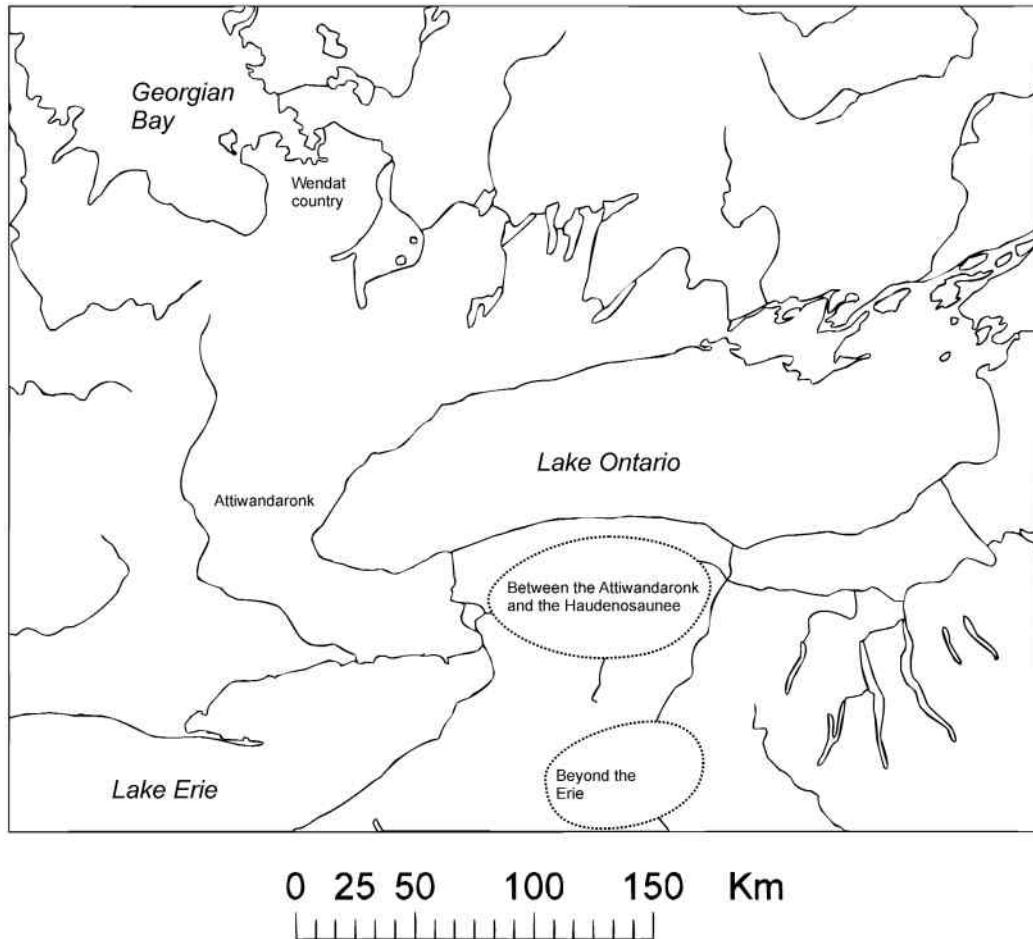 Georgian
Bay
Wendat
country
Lake Ontario
Attiwandaronk
Between the Attiwandaronk
and the Haudenosaunee
Beyond the
Erie
Lake Erie
0 25 50 100 150 Km